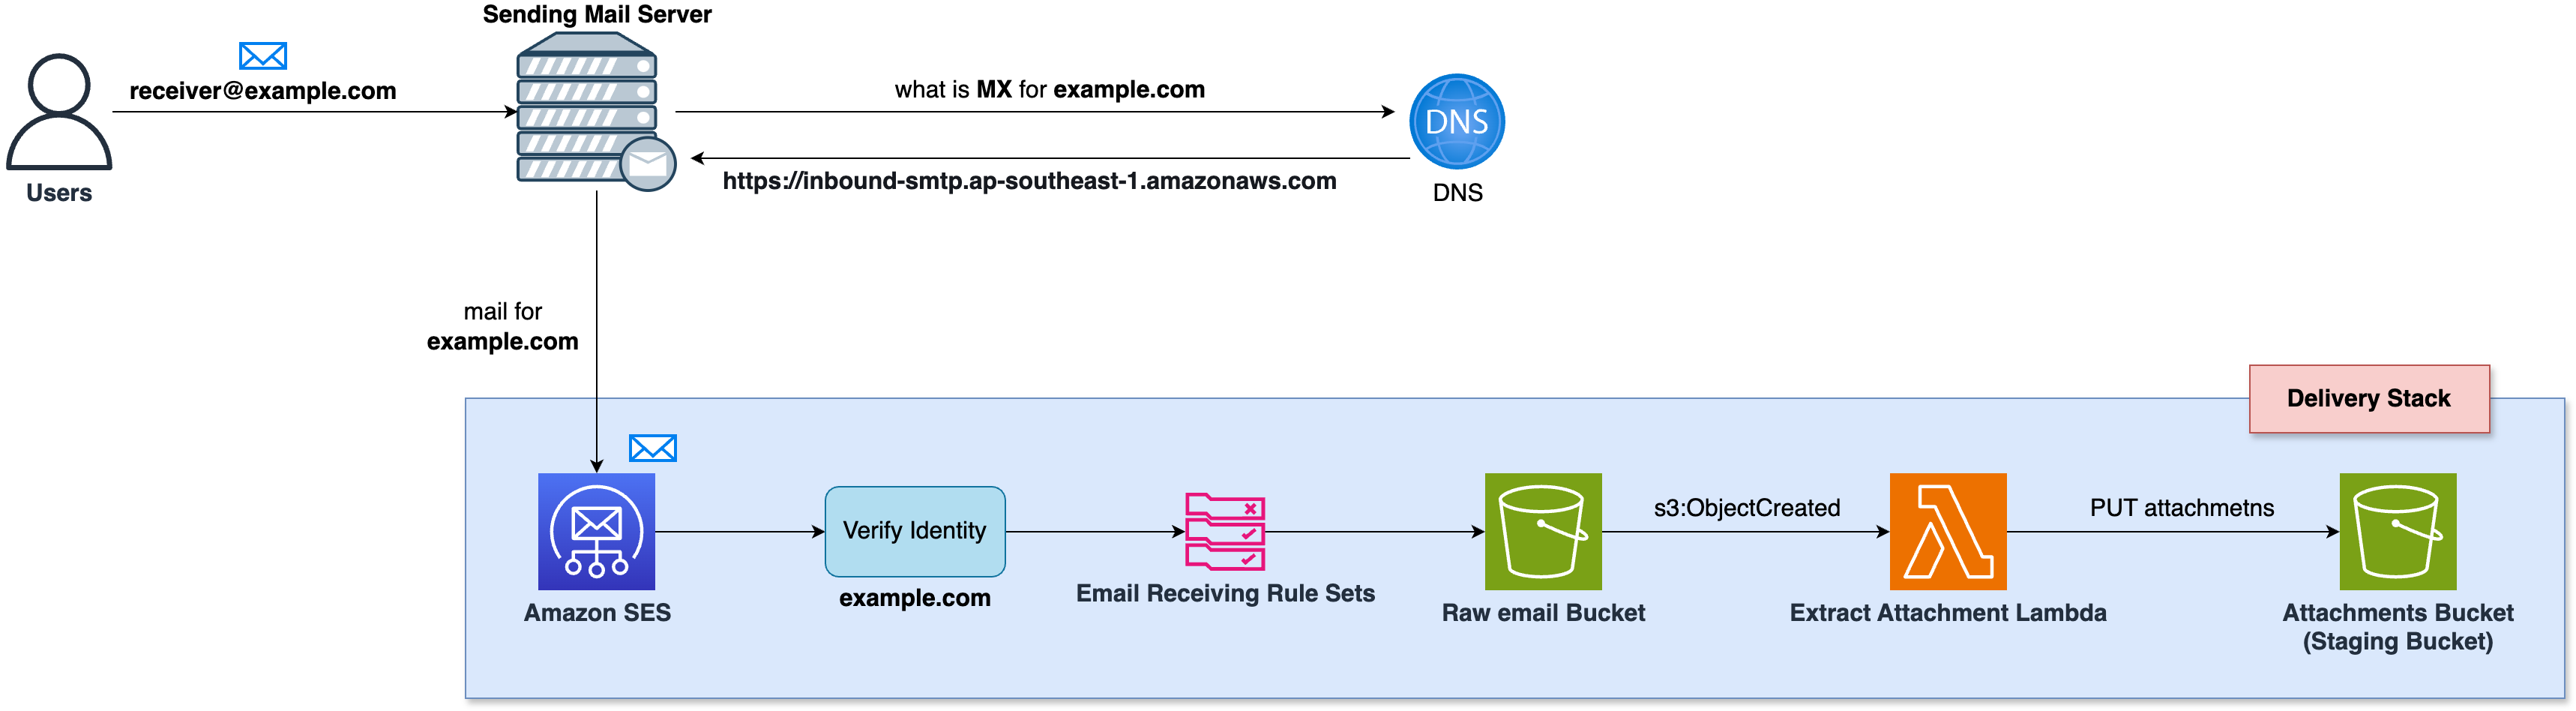 Sending Mail Server
receiver@example.com
what is MX for example.com
DNS
https://inbound-smtp.ap-southeast-1.amazonaws.com
Users
DNS
mail for
example.com
Delivery Stack
Verify Identity
s3:ObjectCreated
PUT attachmetns
example.com
Email Receiving Rule Sets
Amazon SES
Raw email Bucket
Extract Attachment Lambda
Attachments Bucket
(Staging Bucket)